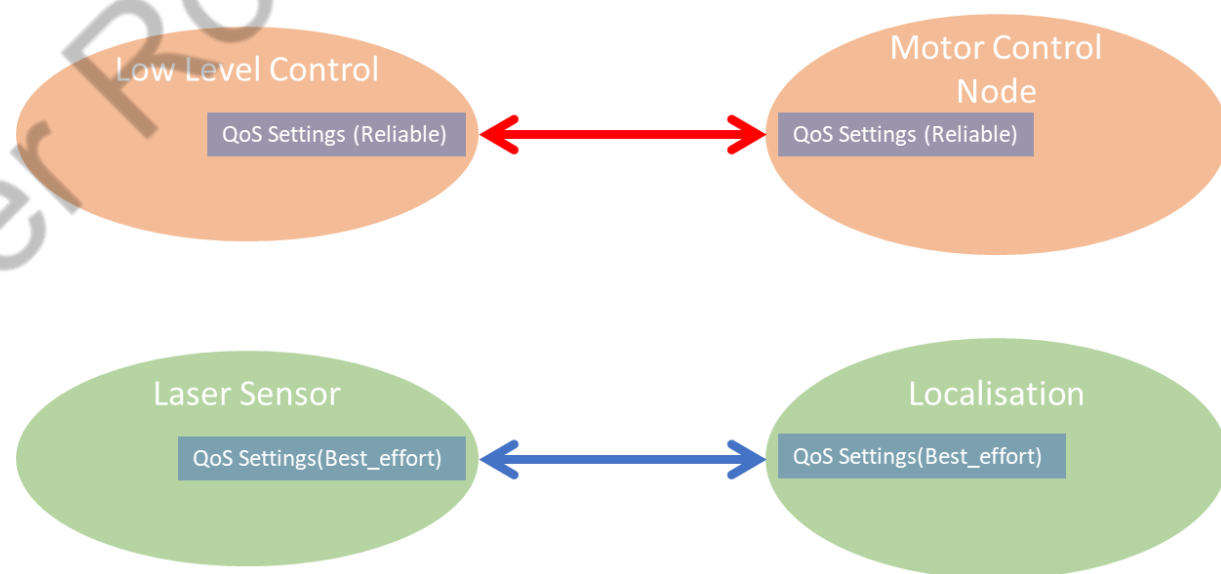 Low Level Control
QoS Settings (Reliable)
Motor Control
Node
QoS Settings (Reliable)
Laser Sensor
QoS Settings(Best_effort)
Localisation
QoS Settings(Best_effort)